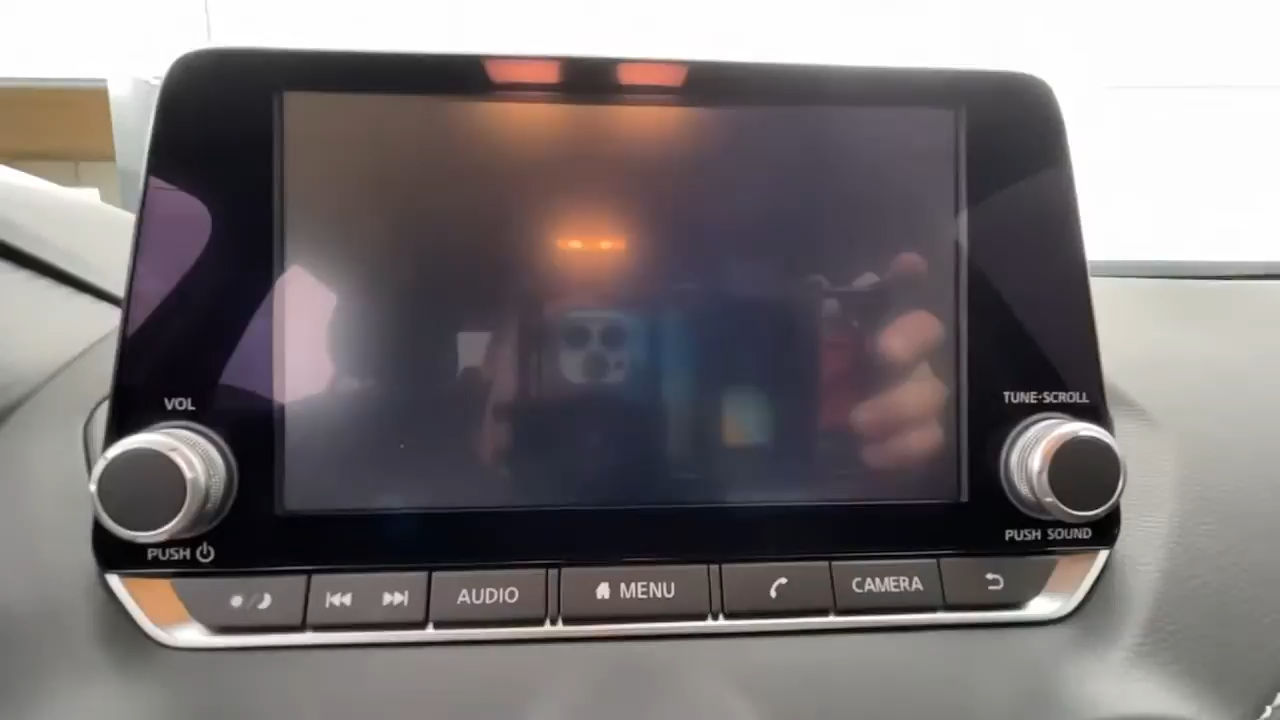 VOL
TUNE•SCROLL
PUSH
PUSH SOUND
AUDIO
MENU
CAMERA